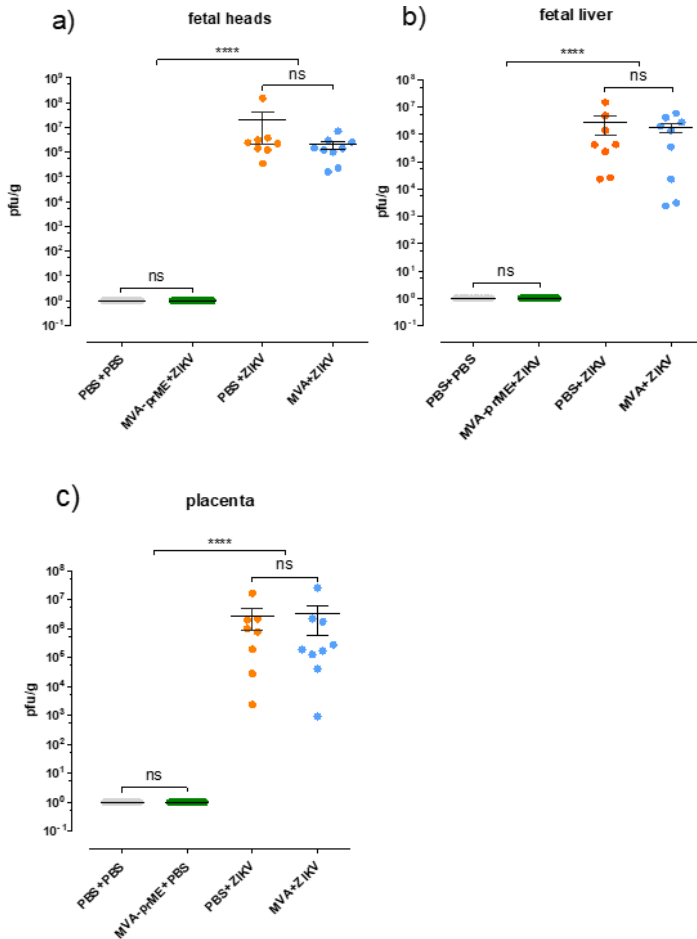 a)
fetal heads
****
ns
10⁹
10⁸
10⁷
10⁶
10⁵
10⁴
10³
10²
10¹
10⁰
10⁻¹
pfu/g
ns
PBS+PBS
MVA-prME+ZIKV
PBS+ZIKV
MVA+ZIKV
b)
fetal liver
****
ns
10⁸
10⁷
10⁶
10⁵
10⁴
10³
10²
10¹
10⁰
10⁻¹
pfu/g
ns
PBS+PBS
MVA-prME+ZIKV
PBS+ZIKV
MVA+ZIKV
c)
placenta
****
ns
10⁸
10⁷
10⁶
10⁵
10⁴
10³
10²
10¹
10⁰
10⁻¹
pfu/g
ns
PBS+PBS
MVA-prME+PBS
PBS+ZIKV
MVA+ZIKV